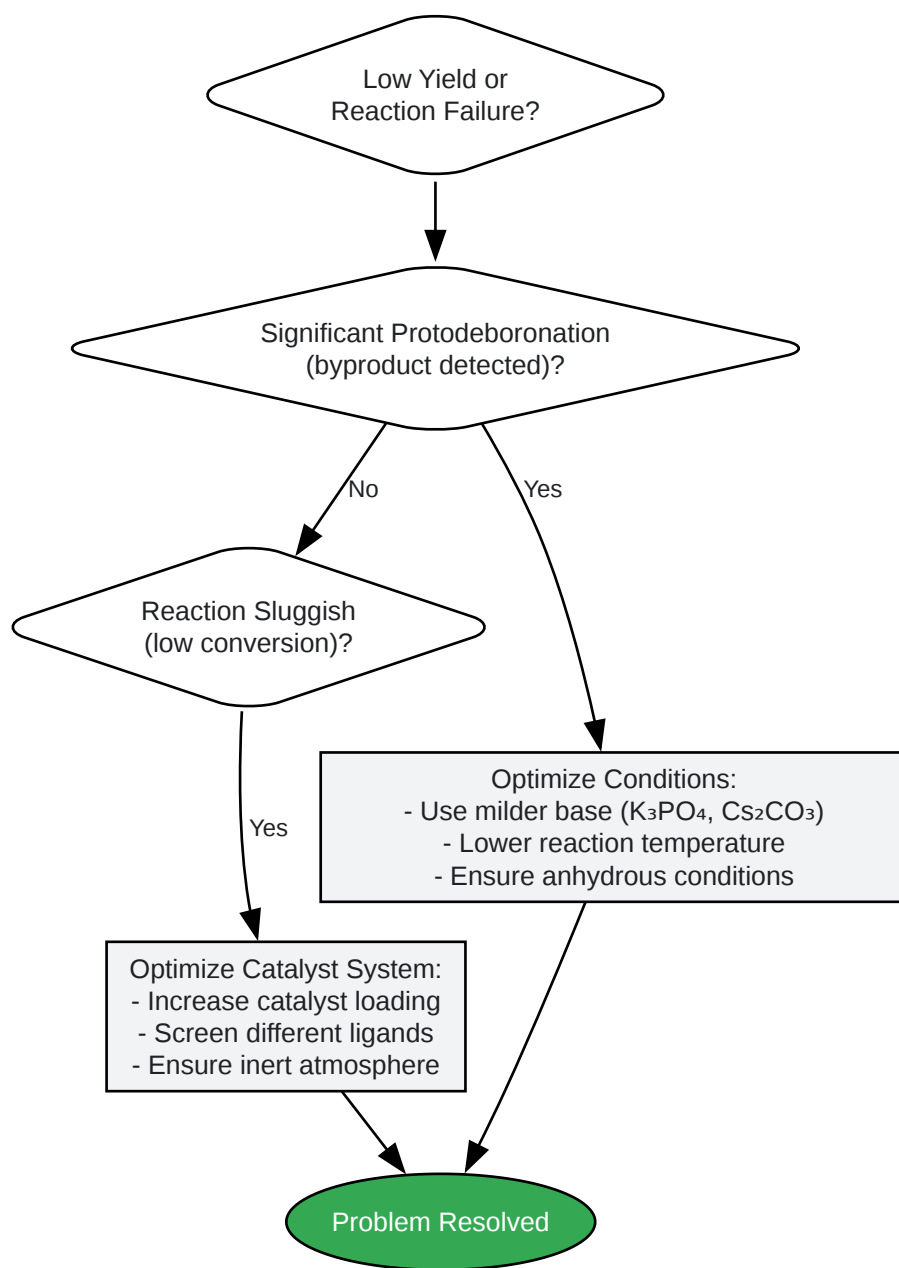 Low Yield or
Reaction Failure?
Significant Protodeboronation
(byproduct detected)?
No
Yes
Reaction Sluggish
(low conversion)?
Optimize Conditions:
- Use milder base (K₃PO₄, Cs₂CO₃)
- Lower reaction temperature
- Ensure anhydrous conditions
Yes
Optimize Catalyst System:
- Increase catalyst loading
- Screen different ligands
- Ensure inert atmosphere
Problem Resolved